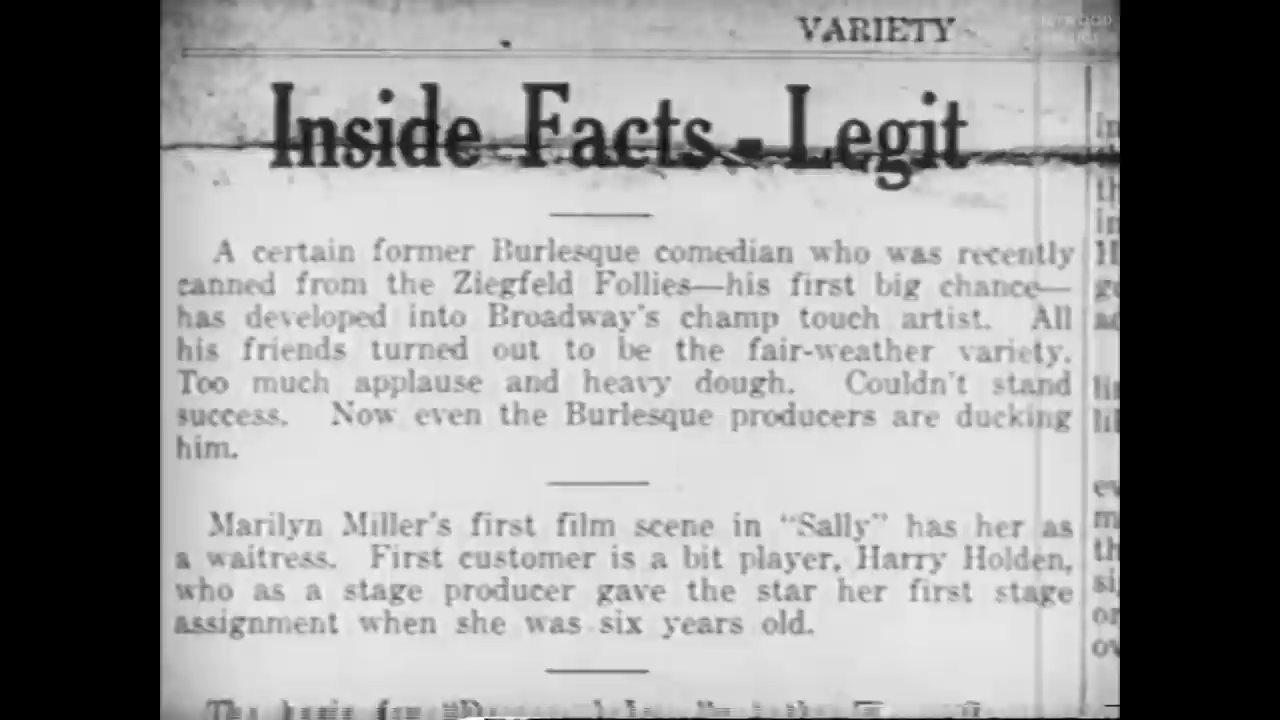 VARIETY
Inside Facts - Legit
A certain former Burlesque comedian who was recently
canned from the Ziegfeld Follies—his first big chance—
has developed into Broadway's champ touch artist. All
his friends turned out to be the fair-weather variety.
Too much applause and heavy dough. Couldn't stand
success. Now even the Burlesque producers are ducking
him.
Marilyn Miller's first film scene in "Sally" has her as
a waitress. First customer is a bit player, Harry Holden,
who as a stage producer gave the star her first stage
assignment when she was six years old.